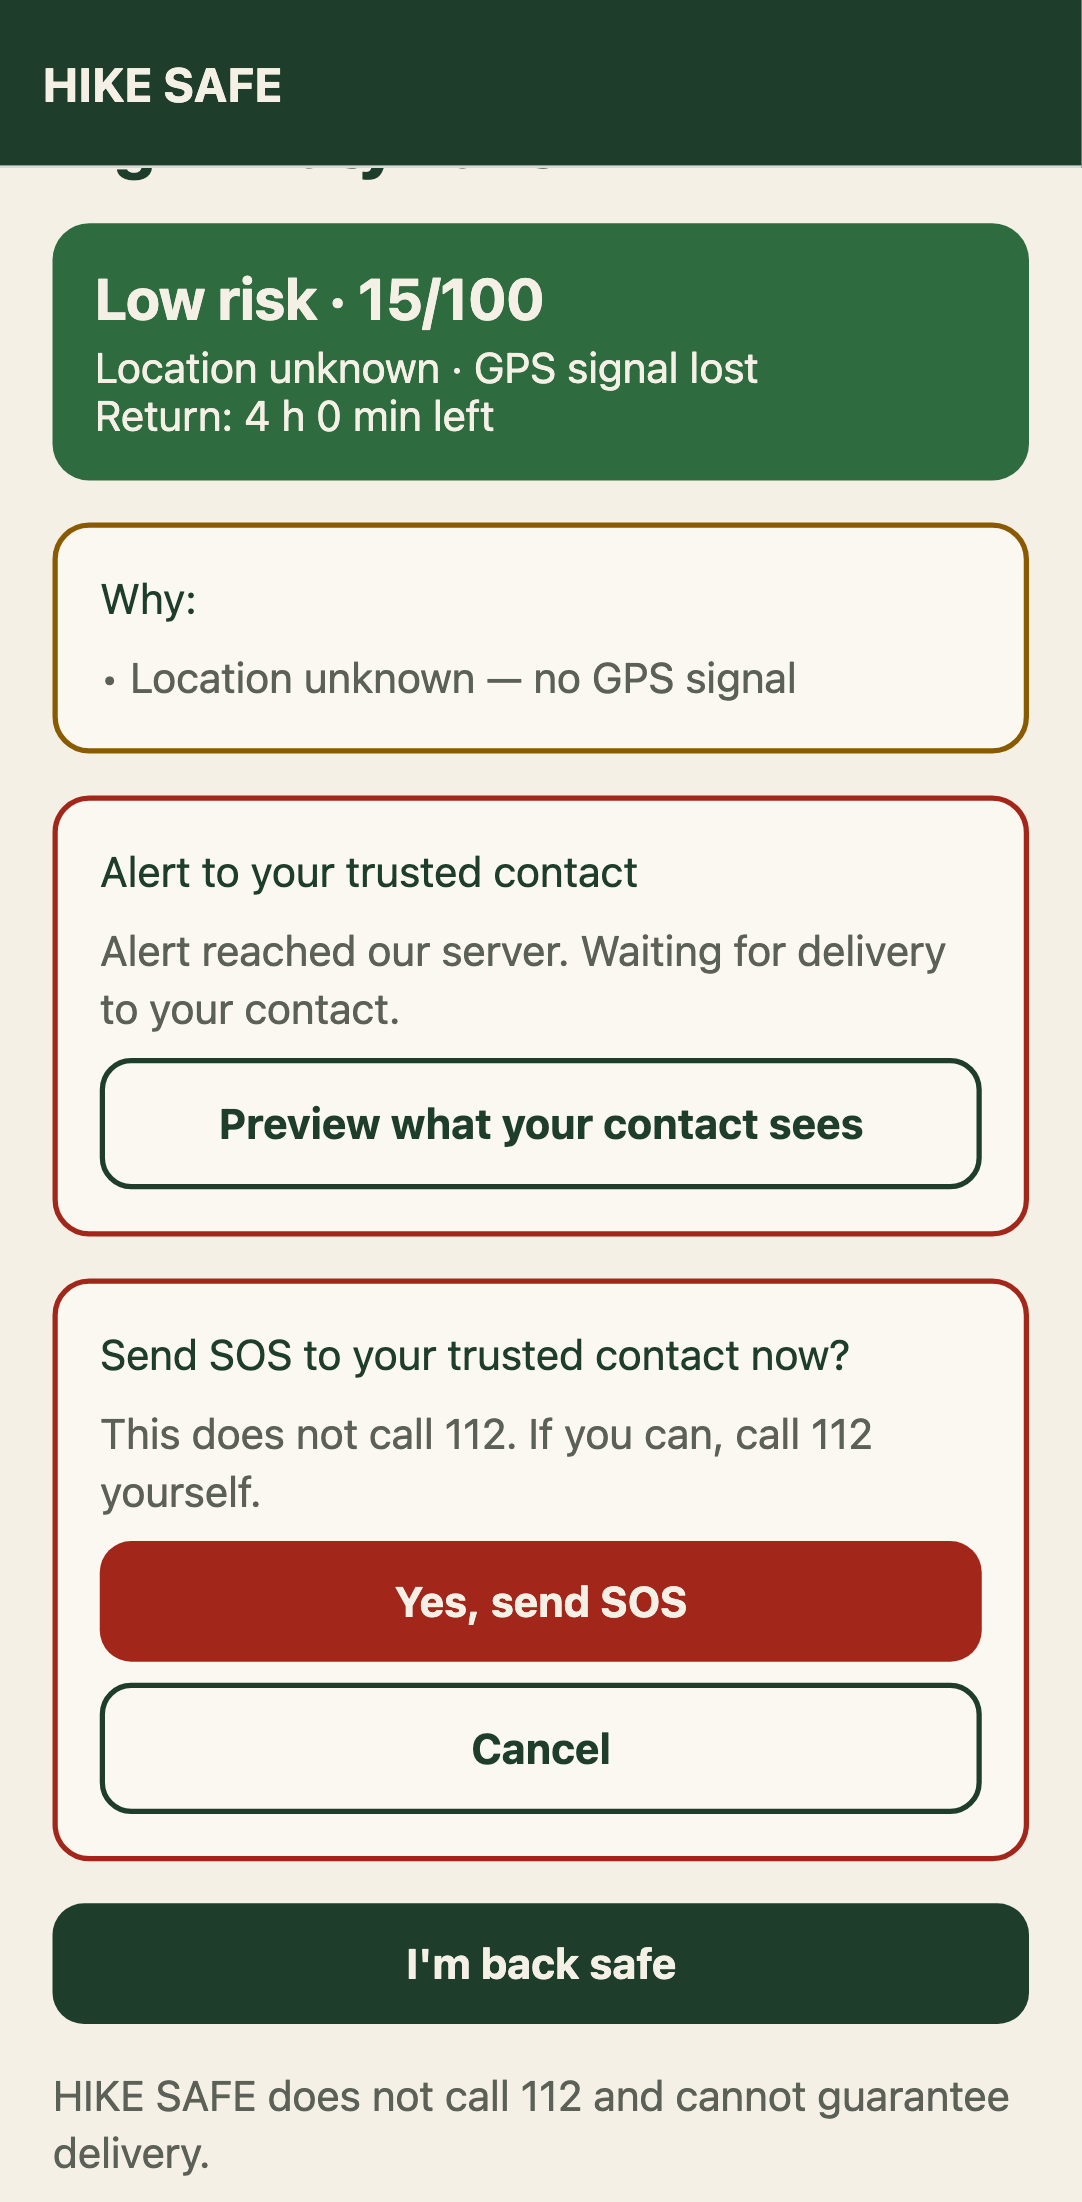 HIKE SAFE
Low risk · 15/100
Location unknown · GPS signal lost
Return: 4 h 0 min left
Why:
• Location unknown — no GPS signal
Alert to your trusted contact
Alert reached our server. Waiting for delivery
to your contact.
Preview what your contact sees
Send SOS to your trusted contact now?
This does not call 112. If you can, call 112
yourself.
Yes, send SOS
Cancel
I'm back safe
HIKE SAFE does not call 112 and cannot guarantee
delivery.